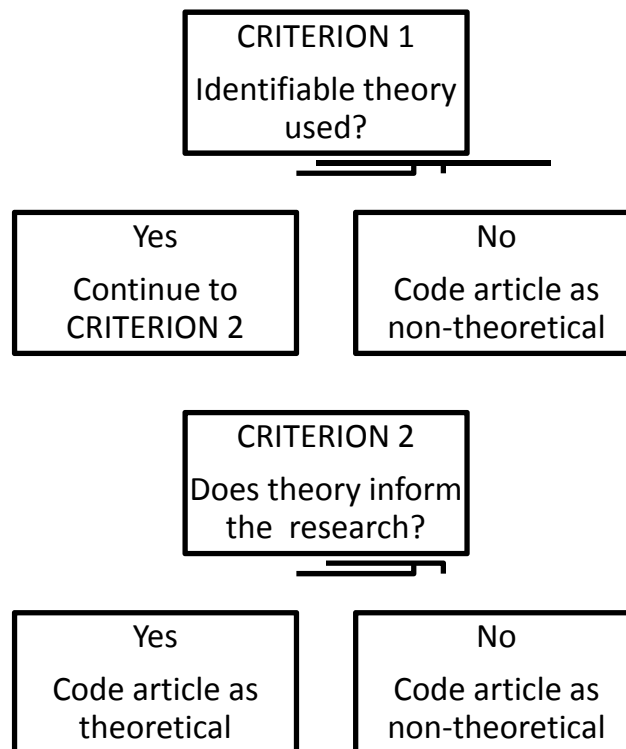 CRITERION 1
Identifiable theory
used?
Yes
Continue to
CRITERION 2
No
Code article as
non-theoretical
CRITERION 2
Does theory inform
the research?
Yes
Code article as
theoretical
No
Code article as
non-theoretical